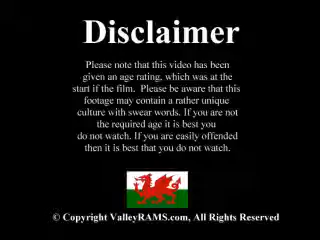 Disclaimer
Please note that this video has been
given an age rating, which was at the
start if the film.  Please be aware that this
footage may contain a rather unique
culture with swear words. If you are not
the required age it is best you
do not watch. If you are easily offended
then it is best that you do not watch.
© Copyright ValleyRAMS.com, All Rights Reserved